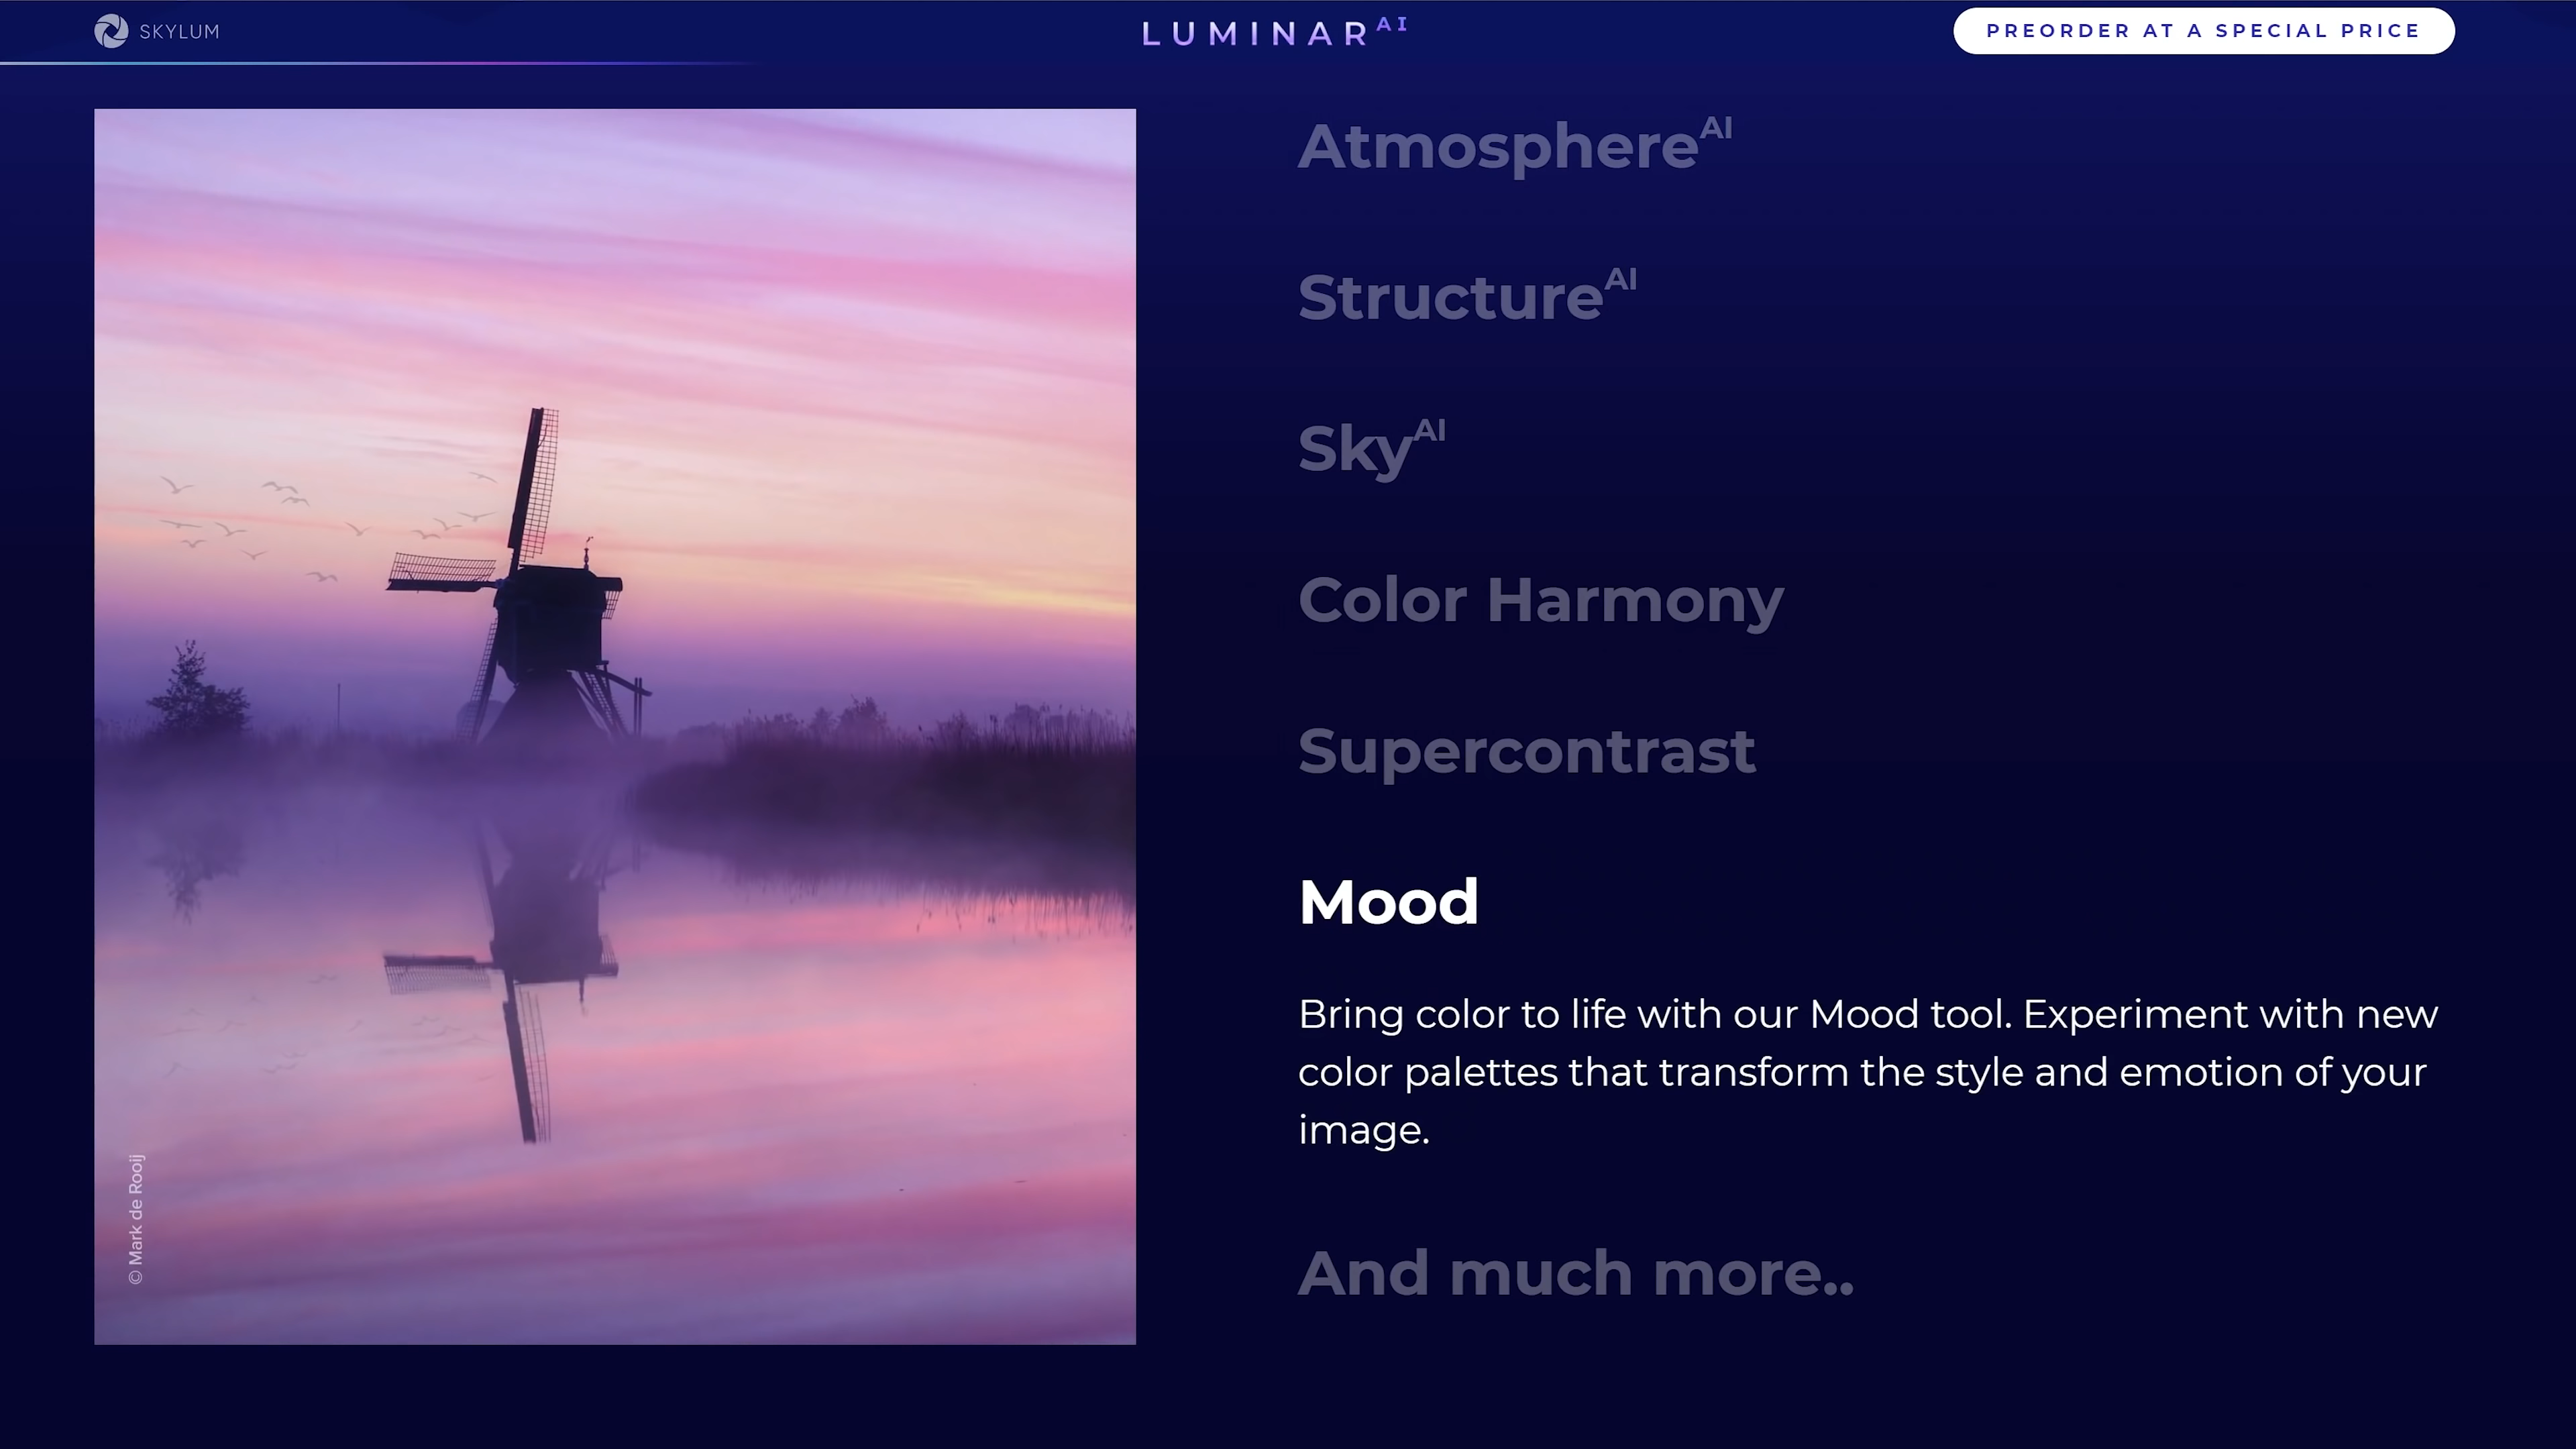 SKYLUM
LUMINAR AI
PREORDER AT A SPECIAL PRICE
Atmosphere AI
Structure AI
Sky AI
Color Harmony
Supercontrast
Mood
Bring color to life with our Mood tool. Experiment with new
color palettes that transform the style and emotion of your
image.
And much more..
© Mark de Rooij